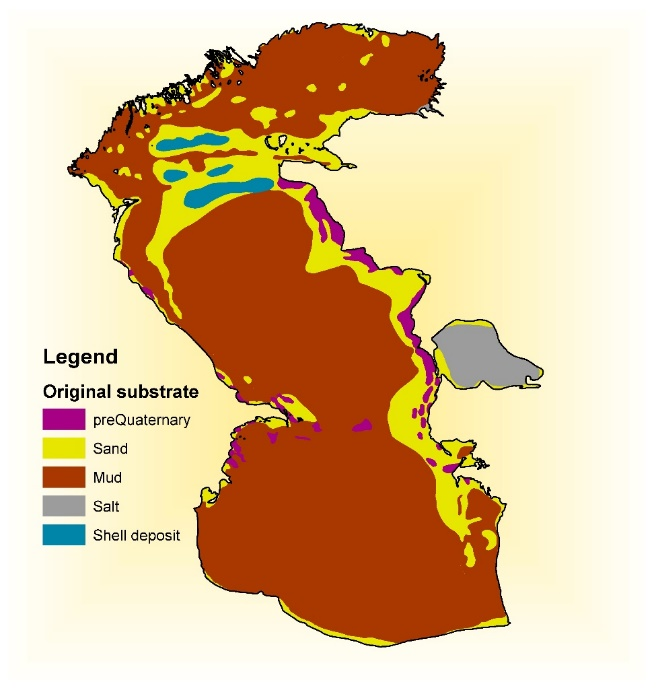 Legend
Original substrate
preQuaternary
Sand
Mud
Salt
Shell deposit